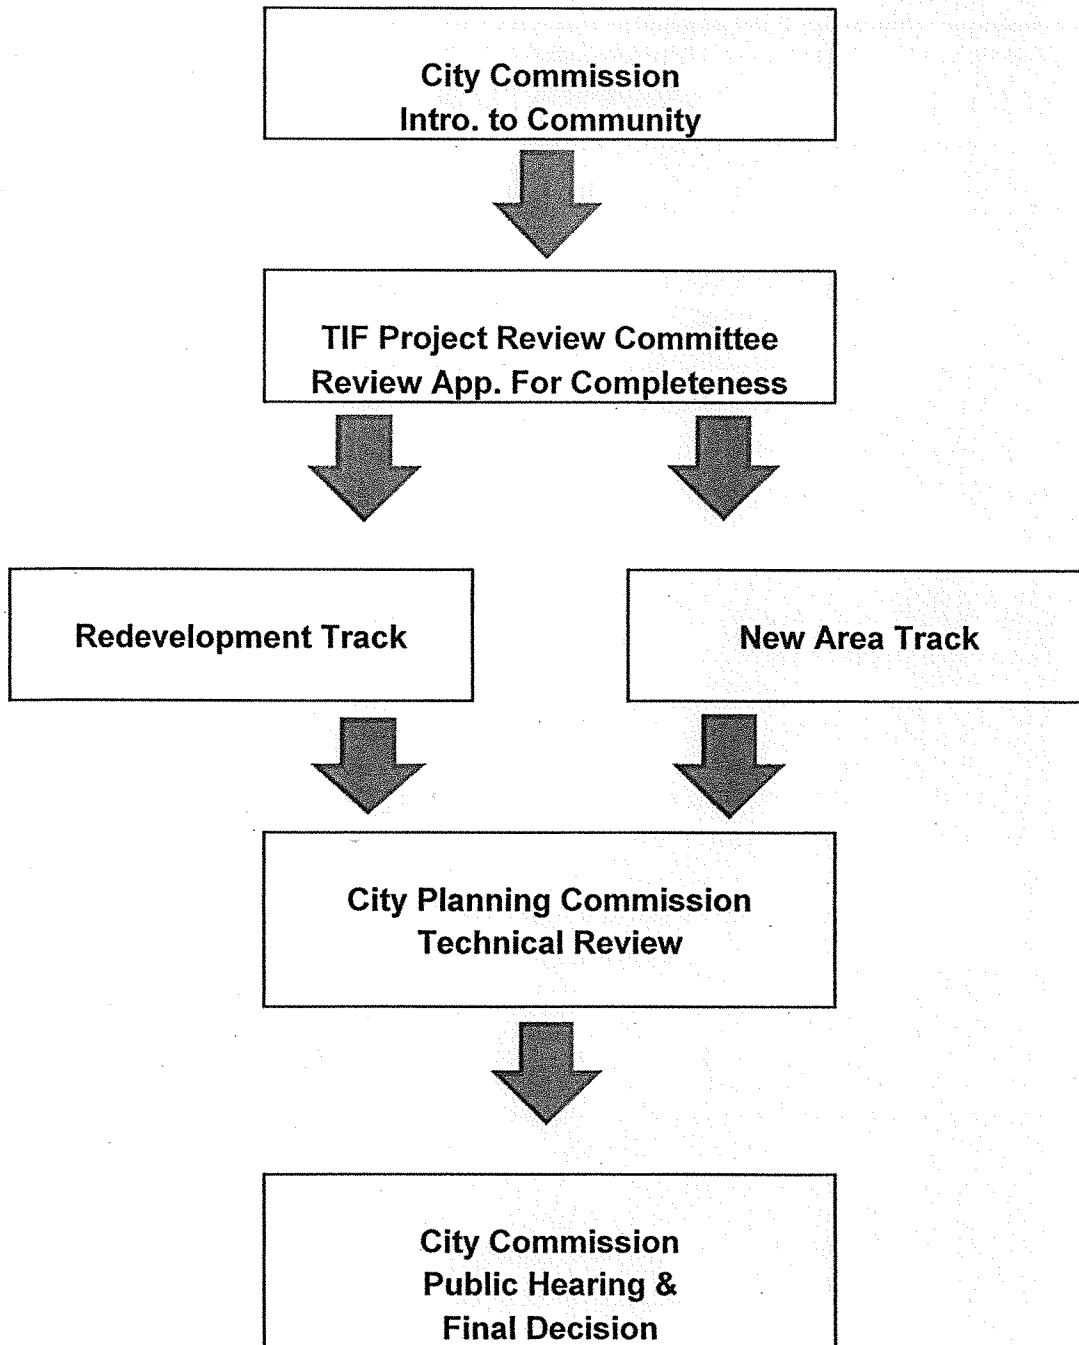 City Commission
Intro. to Community
TIF Project Review Committee
Review App. For Completeness
Redevelopment Track
New Area Track
City Planning Commission
Technical Review
City Commission
Public Hearing &
Final Decision